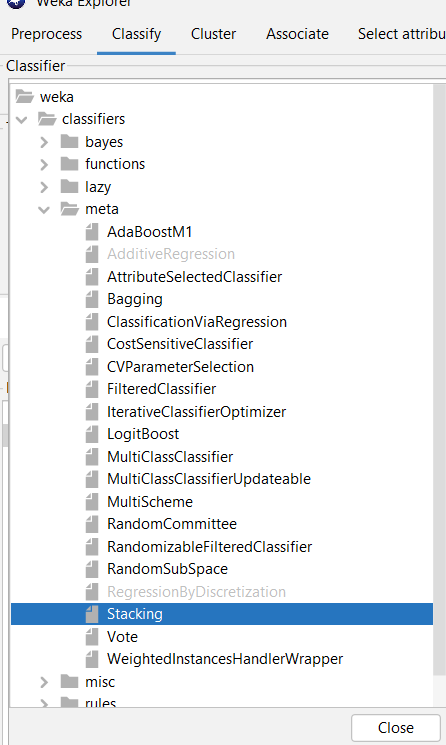 Weka Explorer
Preprocess Classify Cluster Associate Select attribu
Classifier
weka
classifiers
bayes
functions
lazy
meta
AdaBoostM1
AdditiveRegression
AttributeSelectedClassifier
Bagging
ClassificationViaRegression
CostSensitiveClassifier
CVParameterSelection
FilteredClassifier
IterativeClassifierOptimizer
LogitBoost
MultiClassClassifier
MultiClassClassifierUpdateable
MultiScheme
RandomCommittee
RandomizableFilteredClassifier
RandomSubSpace
RegressionByDiscretization
Stacking
Vote
WeightedInstancesHandlerWrapper
misc
rules
Close